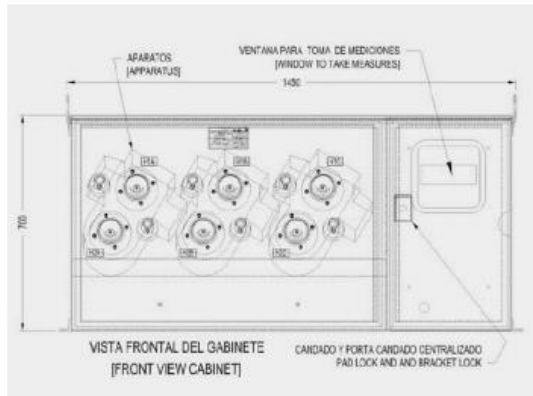 APARATOS
[APPARATUS]
VENTANA PARA TOMA DE MEDICIONES
[WINDOW TO TAKE MEASURES]
1450
700
VISTA FRONTAL DEL GABINETE
[FRONT VIEW CABINET]
CANDADO Y PORTA CANDADO CENTRALIZADO
PAD LOCK AND AND BRACKET LOCK